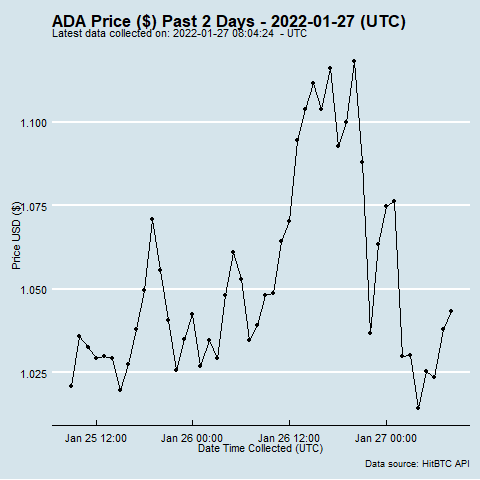 ADA Price ($) Past 2 Days - 2022-01-27 (UTC)
Latest data collected on: 2022-01-27 08:04:24 - UTC
1.100
1.075
1.050
1.025
Price USD ($)
Jan 25 12:00 Jan 26 00:00 Jan 26 12:00 Jan 27 00:00
Date Time Collected (UTC)
Data source: HitBTC API